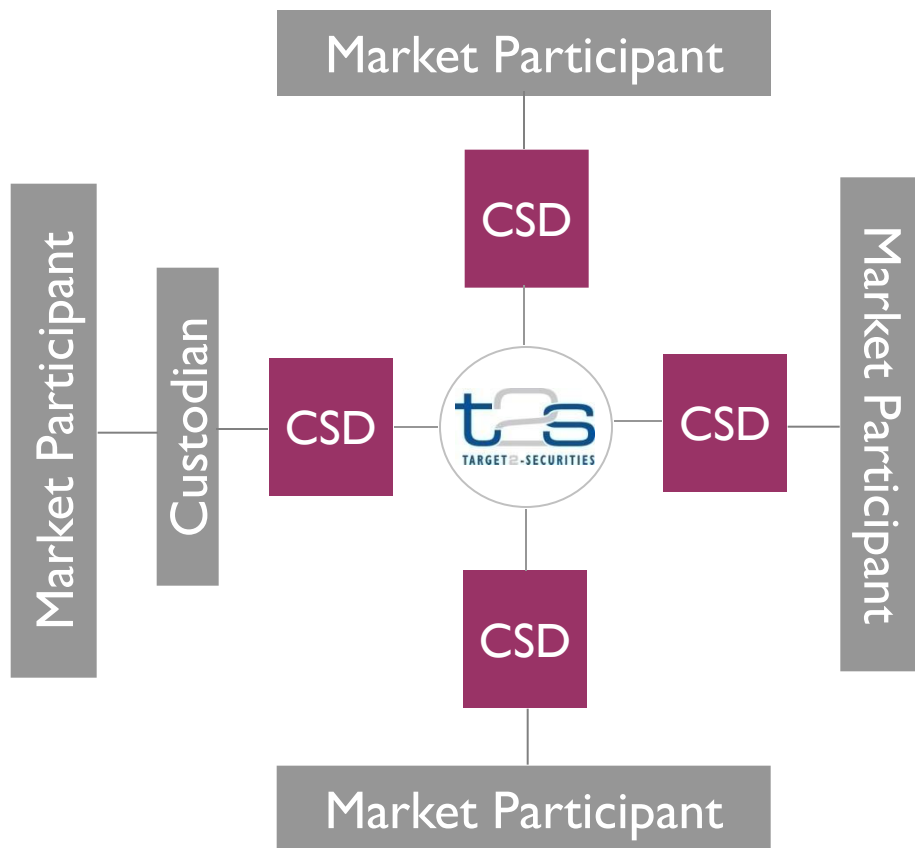 Market Participant
CSD
Market Participant
Custodian
CSD
t2s
TARGET2-SECURITIES
CSD
Market Participant
CSD
Market Participant